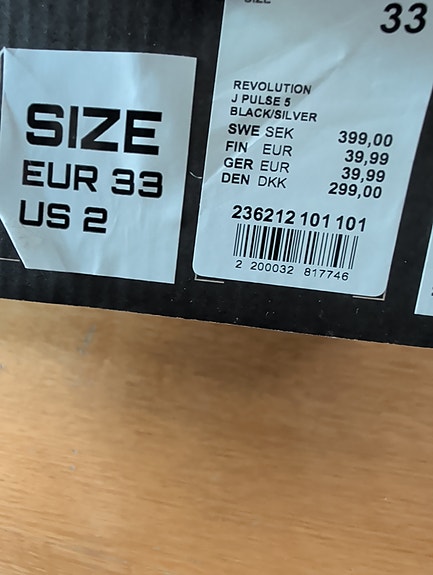 SIZE
EUR 33
US 2
SIZE
33
REVOLUTION
J PULSE 5
BLACK/SILVER
SWE SEK 399,00
FIN EUR 39,99
GER EUR 39,99
DEN DKK 299,00
236212 101 101
2 200032 817746